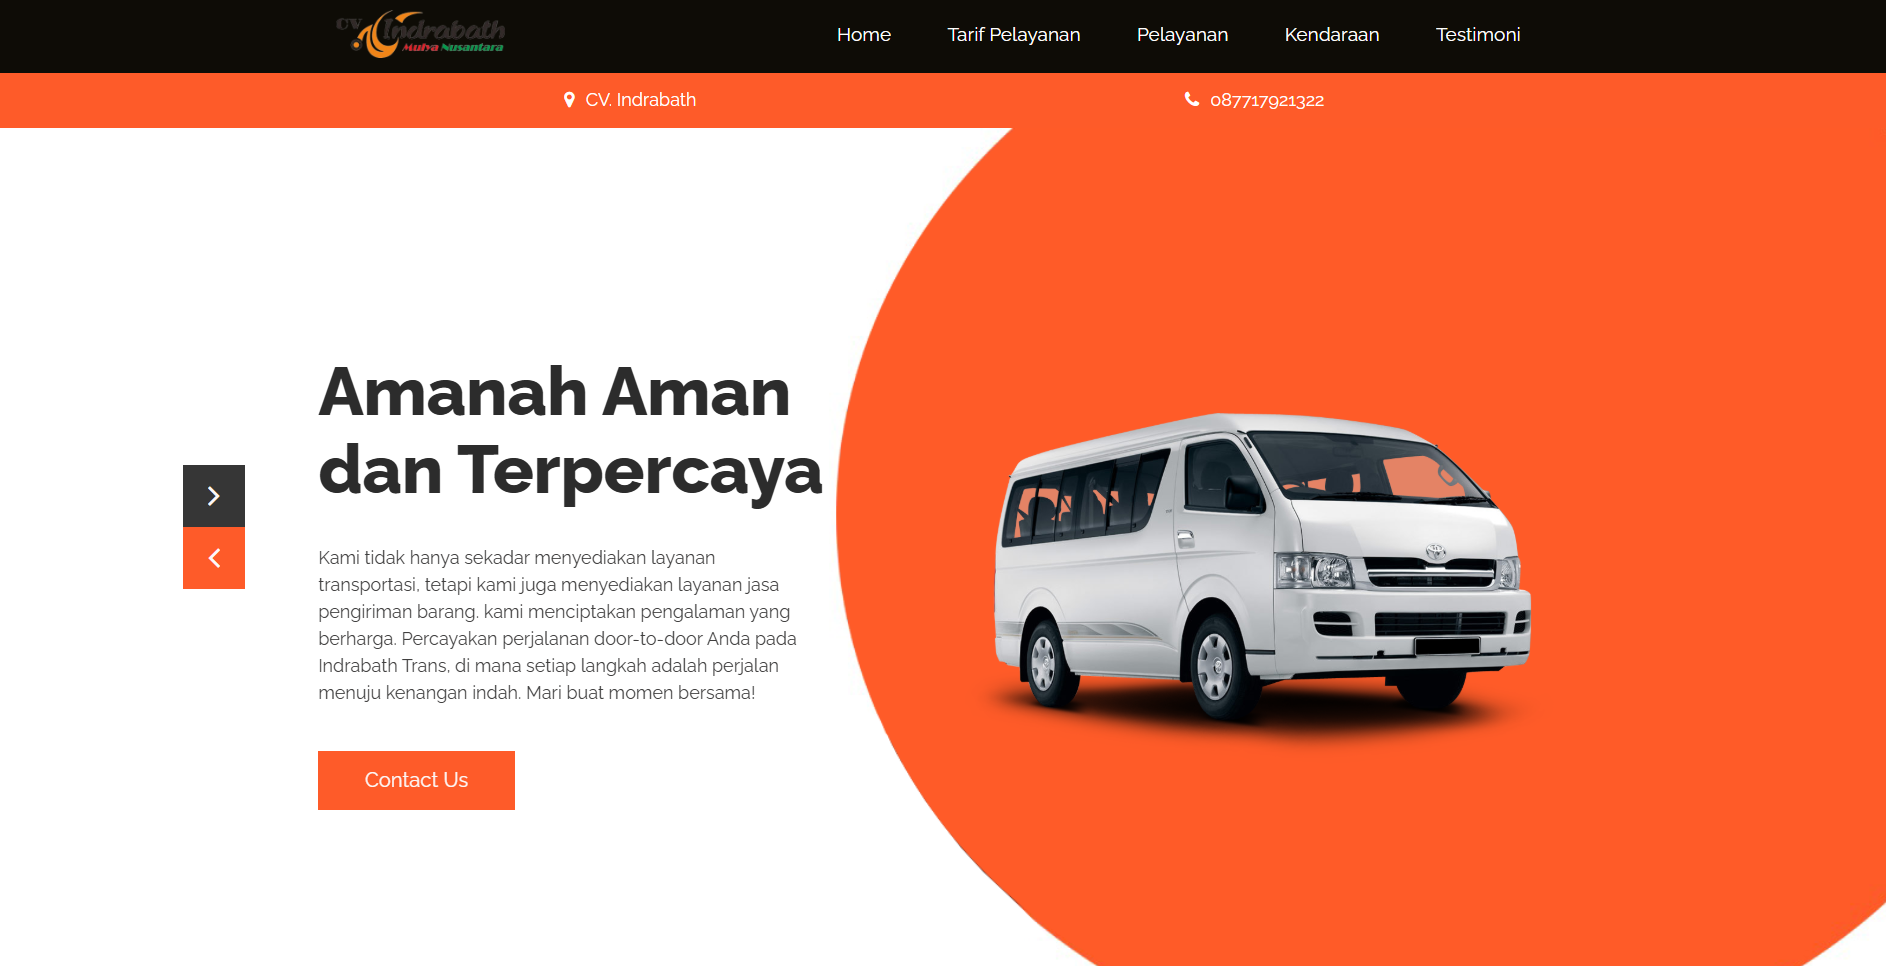 CV Indrabath
Mulya Nusantara
Home
Tarif Pelayanan
Pelayanan
Kendaraan
Testimoni
CV. Indrabath
087717921322
Amanah Aman
dan Terpercaya
Kami tidak hanya sekadar menyediakan layanan
transportasi, tetapi kami juga menyediakan layanan jasa
pengiriman barang. kami menciptakan pengalaman yang
berharga. Percayakan perjalanan door-to-door Anda pada
Indrabath Trans, di mana setiap langkah adalah perjalan
menuju kenangan indah. Mari buat momen bersama!
Contact Us